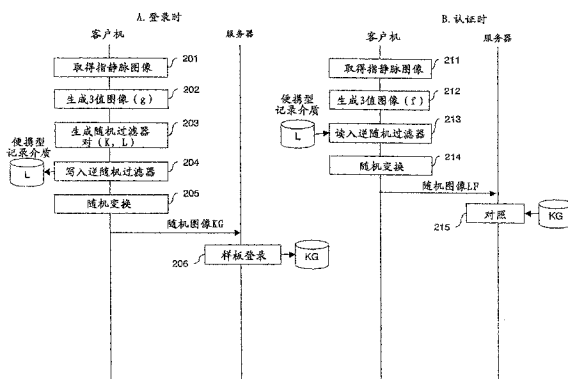 A.登录时
客户机
服务器
取得指静脉图像
201
生成3值图像(g)
202
生成随机过滤器
对(K, L)
203
便携型
记录介质
L
写入逆随机过滤器
204
随机变换
205
随机图像KG
样板登录
206
KG
B.认证时
客户机
服务器
取得指静脉图像
211
生成3值图像(f)
212
便携型
记录介质
L
读入逆随机过滤器
213
随机变换
214
随机图像LF
对照
215
KG